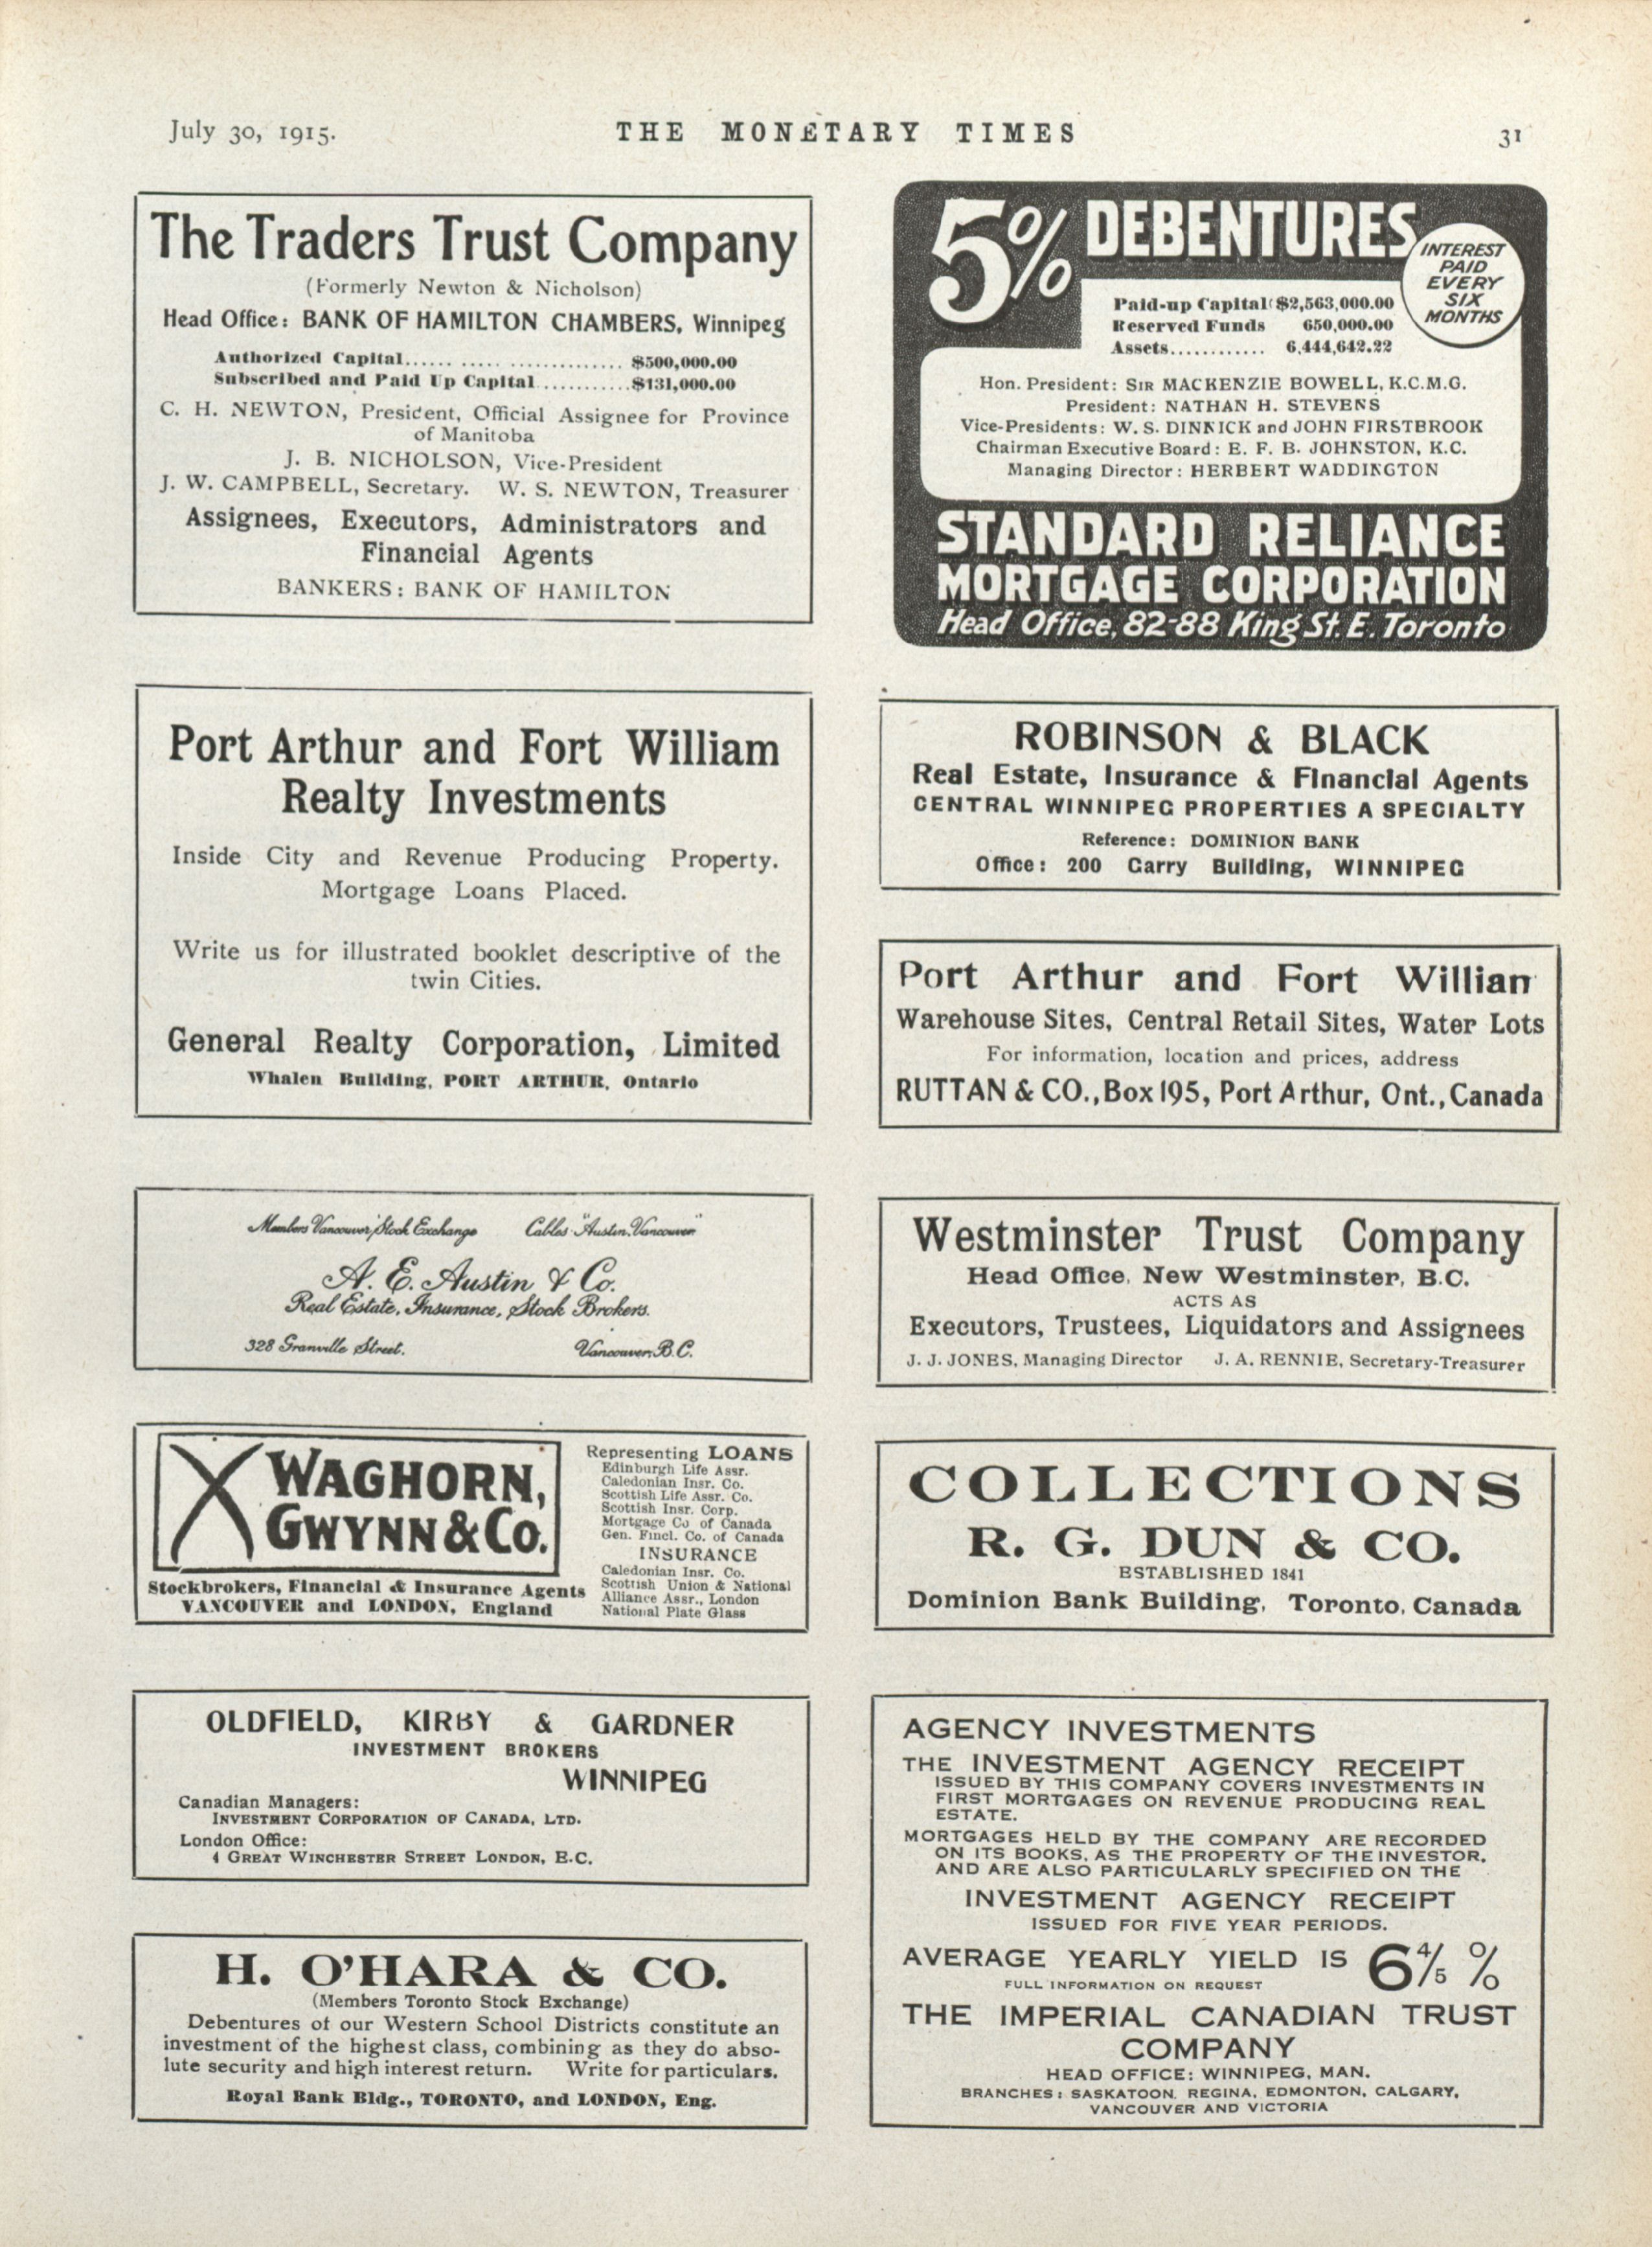 July 30, 1915.
THE MONETARY TIMES
31
The Traders Trust Company
(Formerly Newton & Nicholson)
Head Office: BANK OF HAMILTON CHAMBERS, Winnipeg
Authorized Capital...... ..... ................ $500,000.00
Subscribed and Paid Up Capital...........$131,000.00
C. H. NEWTON, President, Official Assignee for Province
of Manitoba
J. B. NICHOLSON, Vice-President
J. W. CAMPBELL, Secretary. W. S. NEWTON, Treasurer
Assignees, Executors, Administrators and
Financial Agents
BANKERS: BANK OF HAMILTON
Port Arthur and Fort William
Realty Investments
Inside City and Revenue Producing Property.
Mortgage Loans Placed.
Write us for illustrated booklet descriptive of the
twin Cities.
General Realty Corporation, Limited
Whalen Building, PORT ARTHUR, Ontario
Members Vancouver Stock Exchange Cables "Austin, Vancouver"
A. E. Austin & Co.
Real Estate, Insurance, Stock Brokers.
328 Granville Street. Vancouver, B.C.
WAGHORN,
GWYNN & CO.
Stockbrokers, Financial & Insurance Agents
VANCOUVER and LONDON, England
Representing LOANS
Edinburgh Life Assr.
Caledonian Insr. Co.
Scottish Life Assr. Co.
Scottish Insr. Corp.
Mortgage Co of Canada
Gen. Fincl. Co. of Canada
INSURANCE
Caledonian Insr. Co.
Scottish Union & National
Alliance Assr., London
National Plate Glass
OLDFIELD, KIRBY & GARDNER
INVESTMENT BROKERS
WINNIPEG
Canadian Managers:
INVESTMENT CORPORATION OF CANADA, LTD.
London Office:
4 GREAT WINCHESTER STREET LONDON, E.C.
H. O'HARA & CO.
(Members Toronto Stock Exchange)
Debentures of our Western School Districts constitute an
investment of the highest class, combining as they do abso-
lute security and high interest return. Write for particulars.
Royal Bank Bldg., TORONTO, and LONDON, Eng.
5% DEBENTURES
INTEREST
PAID
EVERY
SIX
MONTHS
Paid-up Capital $2,563,000.00
Reserved Funds 650,000.00
Assets............ 6,444,642.22
Hon. President: SIR MACKENZIE BOWELL, K.C.M.G.
President: NATHAN H. STEVENS
Vice-Presidents: W. S. DINNICK and JOHN FIRSTBROOK
Chairman Executive Board: E. F. B. JOHNSTON, K.C.
Managing Director: HERBERT WADDINGTON
STANDARD RELIANCE
MORTGAGE CORPORATION
Head Office, 82-88 King St. E. Toronto
ROBINSON & BLACK
Real Estate, Insurance & Financial Agents
CENTRAL WINNIPEG PROPERTIES A SPECIALTY
Reference: DOMINION BANK
Office: 200 Garry Building, WINNIPEG
Port Arthur and Fort Willian
Warehouse Sites, Central Retail Sites, Water Lots
For information, location and prices, address
RUTTAN & CO., Box 195, Port Arthur, Ont., Canada
Westminster Trust Company
Head Office, New Westminster, B.C.
ACTS AS
Executors, Trustees, Liquidators and Assignees
J. J. JONES, Managing Director J. A. RENNIE, Secretary-Treasurer
COLLECTIONS
R. G. DUN & CO.
ESTABLISHED 1841
Dominion Bank Building, Toronto, Canada
AGENCY INVESTMENTS
THE INVESTMENT AGENCY RECEIPT
ISSUED BY THIS COMPANY COVERS INVESTMENTS IN
FIRST MORTGAGES ON REVENUE PRODUCING REAL
ESTATE.
MORTGAGES HELD BY THE COMPANY ARE RECORDED
ON ITS BOOKS, AS THE PROPERTY OF THE INVESTOR,
AND ARE ALSO PARTICULARLY SPECIFIED ON THE
INVESTMENT AGENCY RECEIPT
ISSUED FOR FIVE YEAR PERIODS.
AVERAGE YEARLY YIELD IS 6 4/5 %
FULL INFORMATION ON REQUEST
THE IMPERIAL CANADIAN TRUST
COMPANY
HEAD OFFICE: WINNIPEG, MAN.
BRANCHES: SASKATOON, REGINA, EDMONTON, CALGARY,
VANCOUVER AND VICTORIA